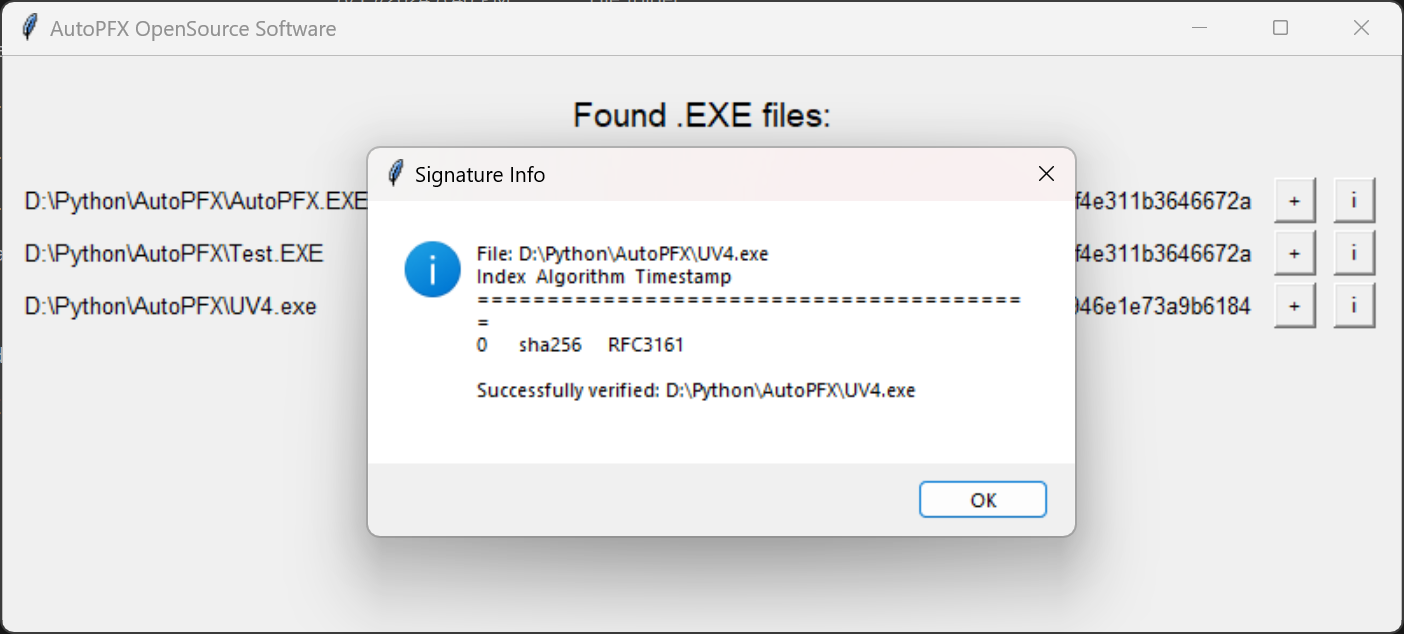 AutoPFX OpenSource Software
Found .EXE files:
Signature Info
D:\Python\AutoPFX\AutoPFX.EXE f4e311b3646672a + i
File: D:\Python\AutoPFX\UV4.exe
D:\Python\AutoPFX\Test.EXE f4e311b3646672a + i
Index Algorithm Timestamp
=======================================
D:\Python\AutoPFX\UV4.exe 946e1e73a9b6184 + i
=
0 sha256 RFC3161
Successfully verified: D:\Python\AutoPFX\UV4.exe
OK